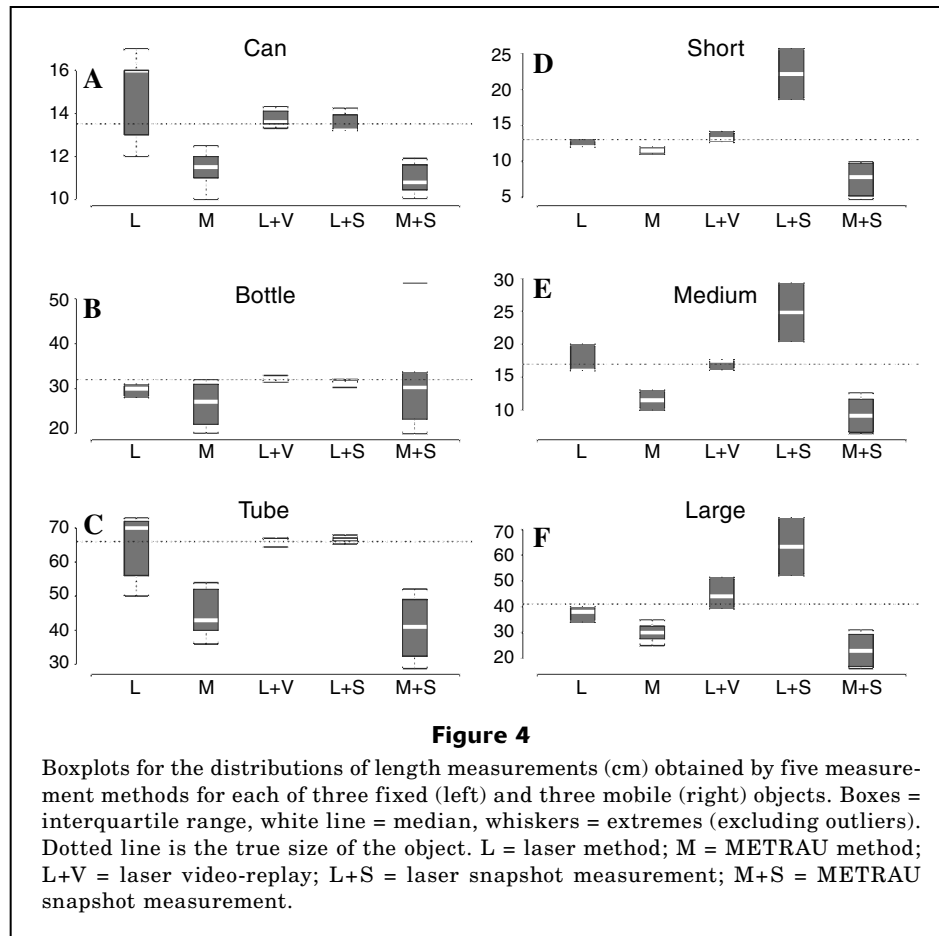 Can
A
16
14
12
10
L M L+V L+S M+S
Short
D
25
20
15
10
5
L M L+V L+S M+S
Bottle
B
50
40
30
20
L M L+V L+S M+S
Medium
E
30
25
20
15
10
L M L+V L+S M+S
Tube
C
70
60
50
40
30
L M L+V L+S M+S
Large
F
70
60
50
40
30
20
L M L+V L+S M+S
Figure 4
Boxplots for the distributions of length measurements (cm) obtained by five measure-
ment methods for each of three fixed (left) and three mobile (right) objects. Boxes =
interquartile range, white line = median, whiskers = extremes (excluding outliers).
Dotted line is the true size of the object. L = laser method; M = METRAU method;
L+V = laser video-replay; L+S = laser snapshot measurement; M+S = METRAU
snapshot measurement.